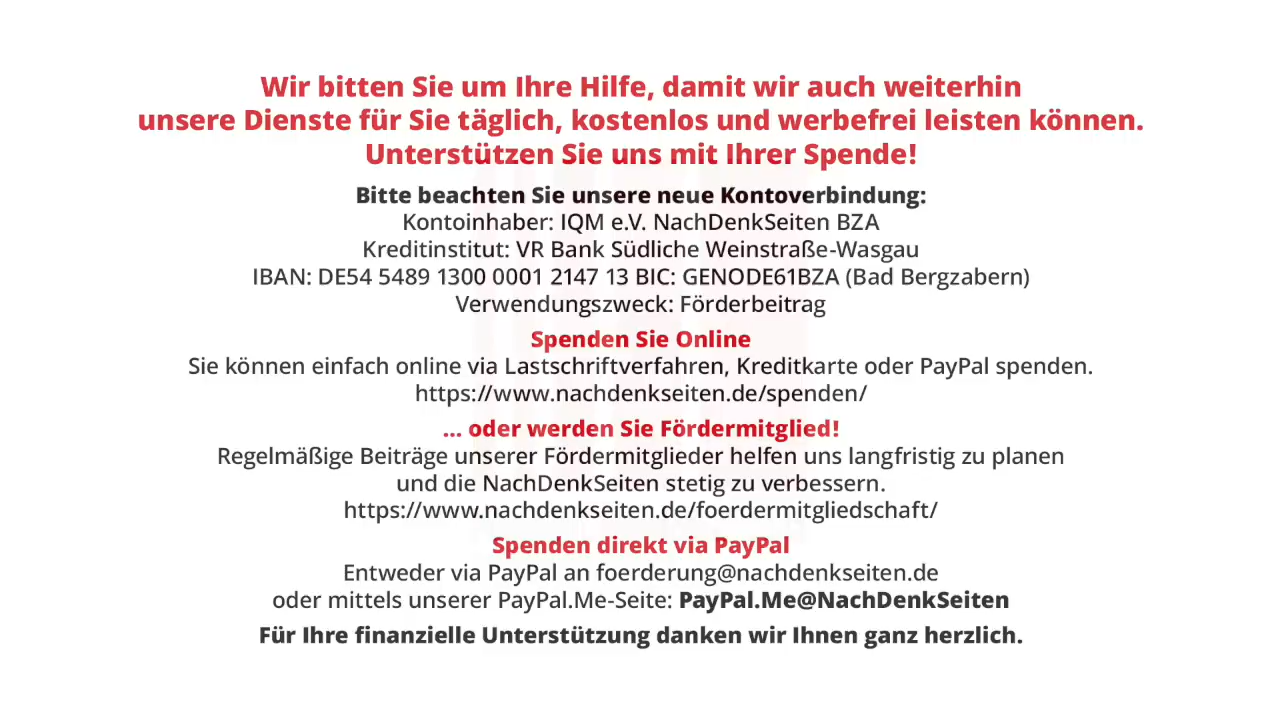 Wir bitten Sie um Ihre Hilfe, damit wir auch weiterhin
unsere Dienste für Sie täglich, kostenlos und werbefrei leisten können.
Unterstützen Sie uns mit Ihrer Spende!
Bitte beachten Sie unsere neue Kontoverbindung:
Kontoinhaber: IQM e.V. NachDenkSeiten BZA
Kreditinstitut: VR Bank Südliche Weinstraße-Wasgau
IBAN: DE54 5489 1300 0001 2147 13 BIC: GENODE61BZA (Bad Bergzabern)
Verwendungszweck: Förderbeitrag
Spenden Sie Online
Sie können einfach online via Lastschriftverfahren, Kreditkarte oder PayPal spenden.
https://www.nachdenkseiten.de/spenden/
... oder werden Sie Fördermitglied!
Regelmäßige Beiträge unserer Fördermitglieder helfen uns langfristig zu planen
und die NachDenkSeiten stetig zu verbessern.
https://www.nachdenkseiten.de/foerdermitgliedschaft/
Spenden direkt via PayPal
Entweder via PayPal an foerderung@nachdenkseiten.de
oder mittels unserer PayPal.Me-Seite: PayPal.Me@NachDenkSeiten
Für Ihre finanzielle Unterstützung danken wir Ihnen ganz herzlich.